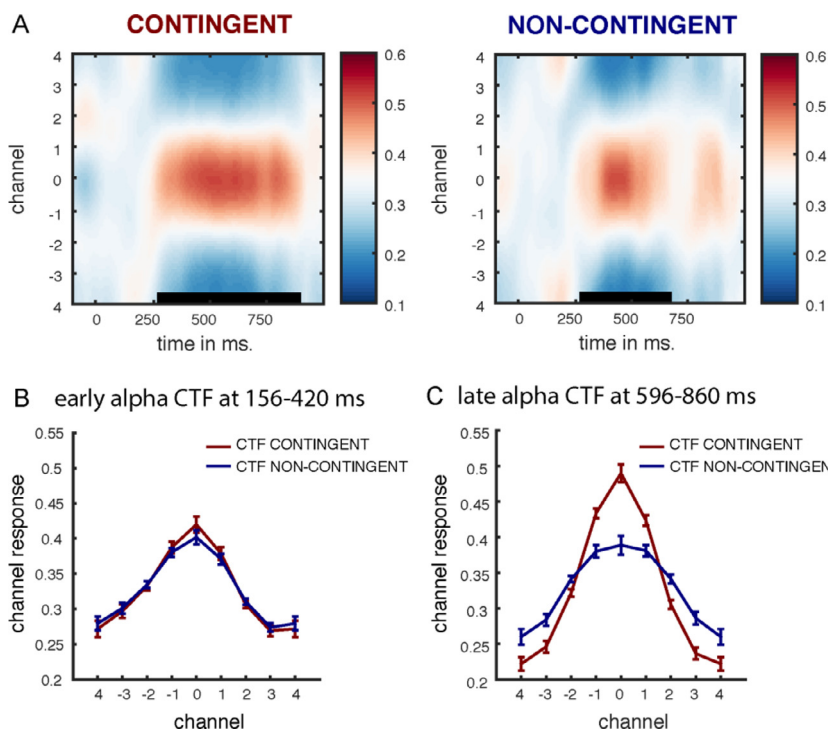 A
CONTINGENT
NON-CONTINGENT
4
3
2
1
0
-1
-2
-3
4
channel
0
250
500
750
time in ms.
0.6
0.5
0.4
0.3
0.2
0.1
4
3
2
1
0
-1
-2
-3
4
channel
0
250
500
750
time in ms.
0.6
0.5
0.4
0.3
0.2
0.1
B early alpha CTF at 156-420 ms
0.55
0.5
0.45
0.4
0.35
0.3
0.25
0.2
channel response
CTF CONTINGENT
CTF NON-CONTINGENT
4 -3 -2 -1 0 1 2 3 4
channel
C late alpha CTF at 596-860 ms
0.55
0.5
0.45
0.4
0.35
0.3
0.25
0.2
channel response
CTF CONTINGENT
CTF NON-CONTINGEN
4 -3 -2 -1 0 1 2 3 4
channel